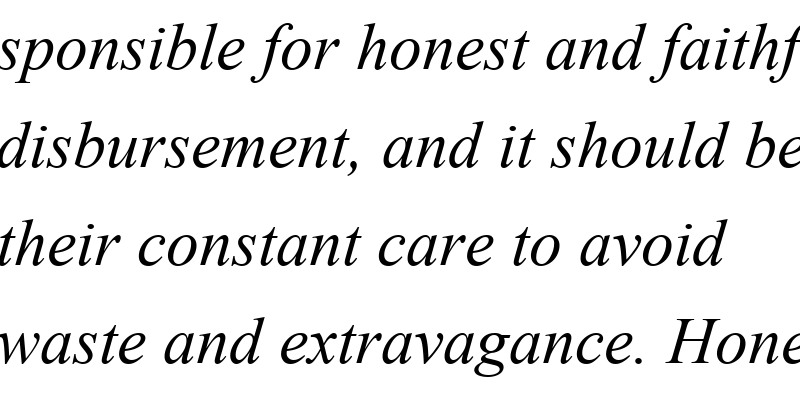 sponsible for honest and faithf
disbursement, and it should be
their constant care to avoid
waste and extravagance. Hone